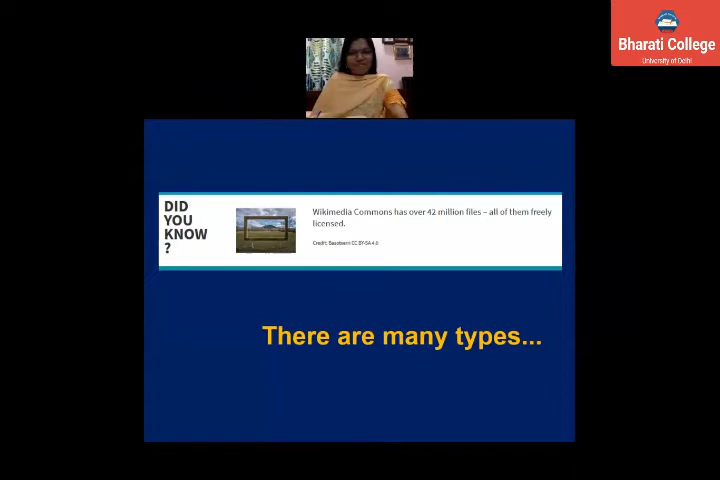 Bharati College
University of Delhi
DID
YOU
KNOW
?
Wikimedia Commons has over 42 million files – all of them freely
licensed.
There are many types...